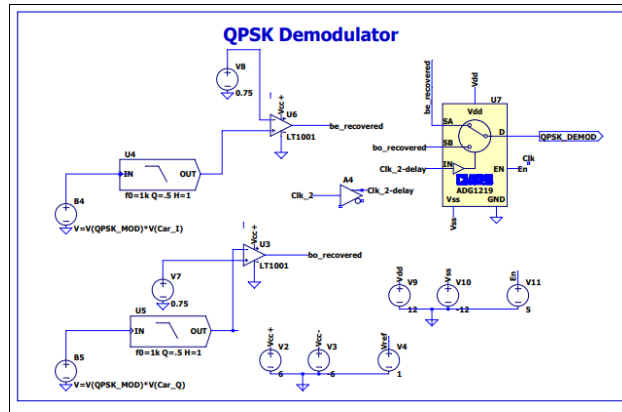 QPSK Demodulator
V8
0.75
Vcc+
U6
LT1001
be_recovered
U4
IN
OUT
f0=1k Q=.5 H=1
B4
V=V(QPSK_MOD)*V(Car_I)
A4
Clk_2
Clk_2-delay
be_recovered
Vdd
U7
Vdd
SA
D
QPSK_DEMOD
bo_recovered
SB
Clk_2-delay
IN
EN
En
Clk
ADG1219
Vss
GND
Vss
Vcc+
U3
LT1001
bo_recovered
V7
0.75
U5
IN
OUT
f0=1k Q=.5 H=1
B5
V=V(QPSK_MOD)*V(Car_Q)
Vcc+
V2
6
Vcc-
V3
-6
Vref
V4
1
Vdd
V9
12
Vss
V10
-12
En
V11
5